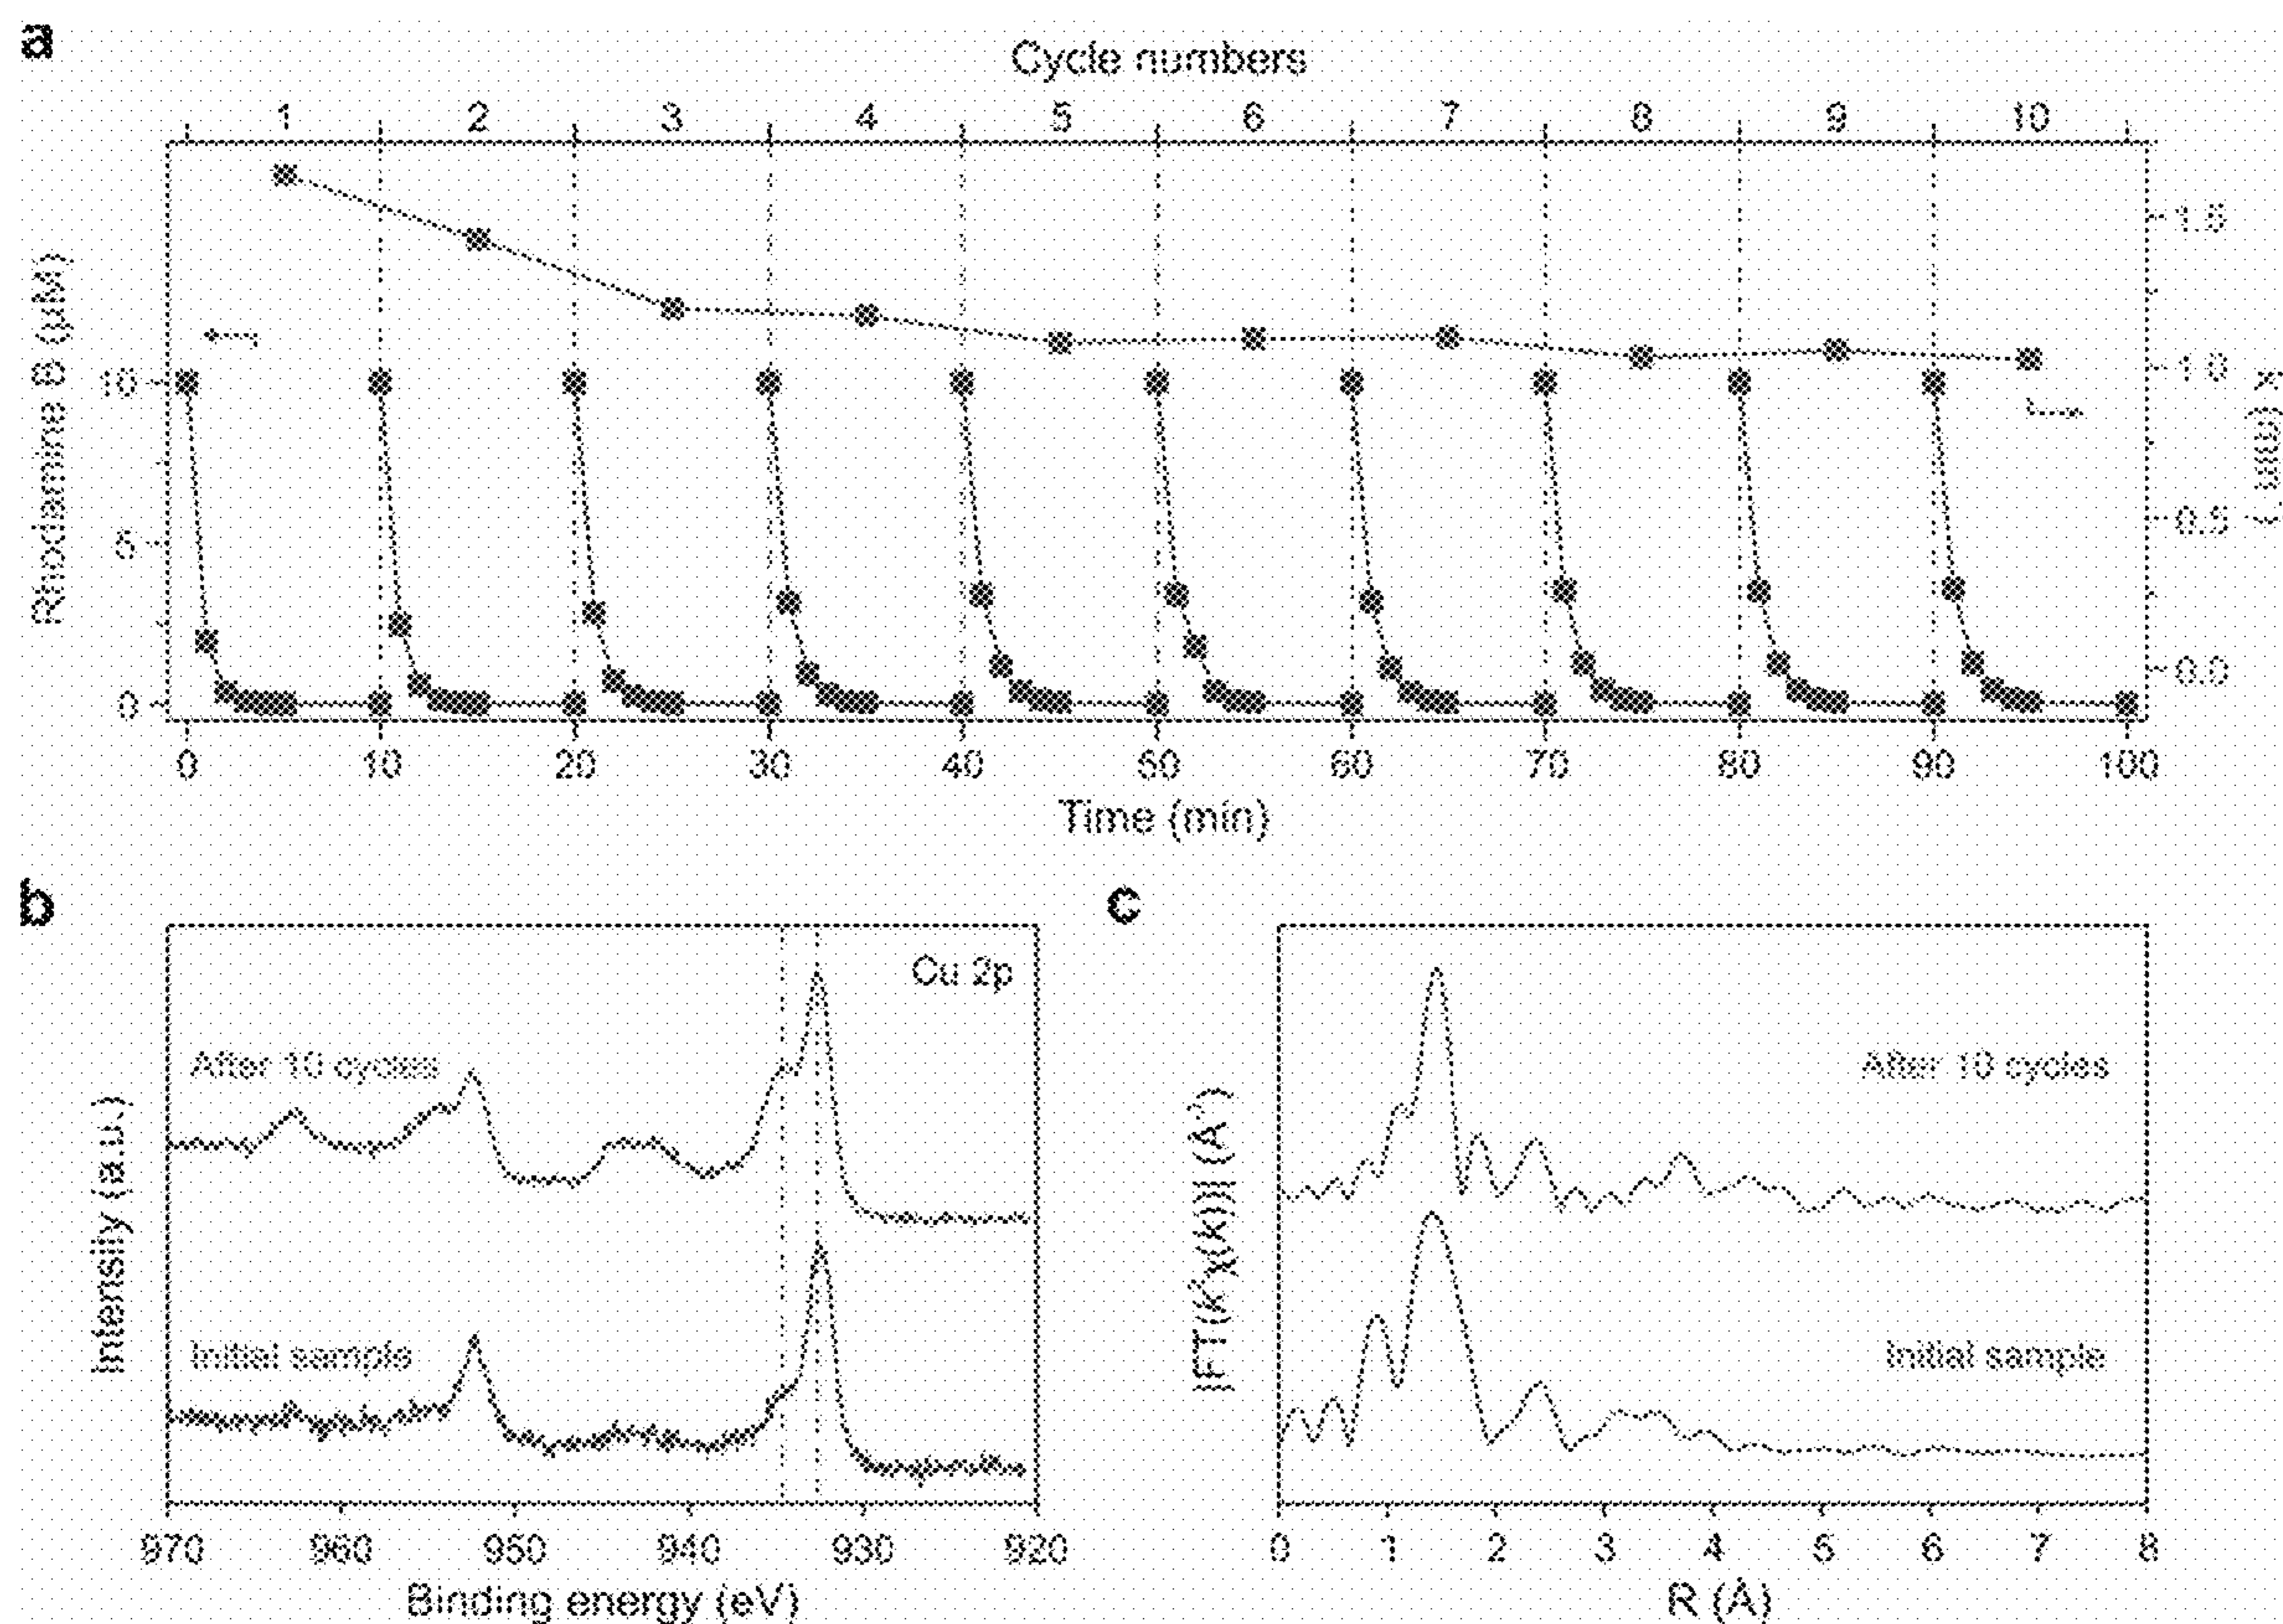 a
Cycle numbers
1 2 3 4 5 6 7 8 9 10
Rhodamine B (μM)
10
5
0
1.5
1.0
0.5
0.0
0 10 20 30 40 50 60 70 80 90 100
Time (min)
b
Cu 2p
After 10 cycles
Initial sample
Intensity (a.u.)
970 960 950 940 930 920
Binding energy (eV)
c
After 10 cycles
Initial sample
0 1 2 3 4 5 6 7 8
R (Å)